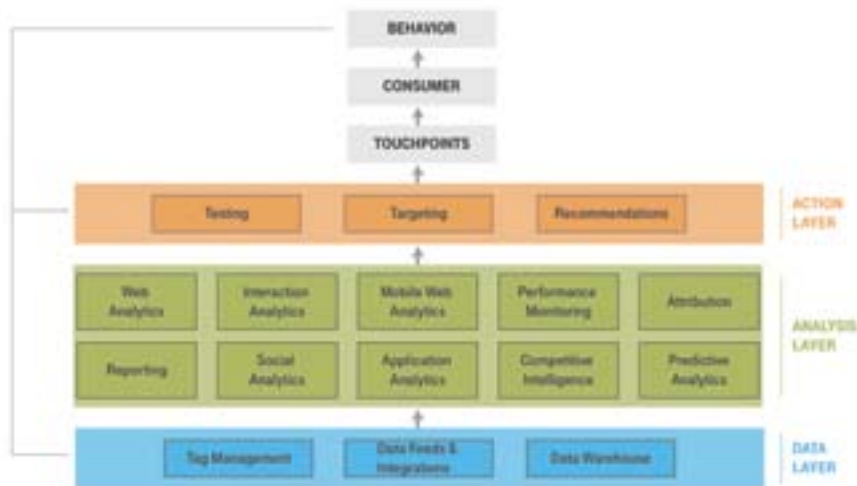 BEHAVIOR
CONSUMER
TOUCHPOINTS
Testing
Targeting
Recommendations
ACTION
LAYER
Web
Analytics
Interaction
Analytics
Mobile Web
Analytics
Performance
Monitoring
Attribution
Reporting
Social
Analytics
Application
Analytics
Competitive
Intelligence
Predictive
Analytics
ANALYSIS
LAYER
Tag Management
Data Feeds &
Integrations
Data Warehouse
DATA
LAYER